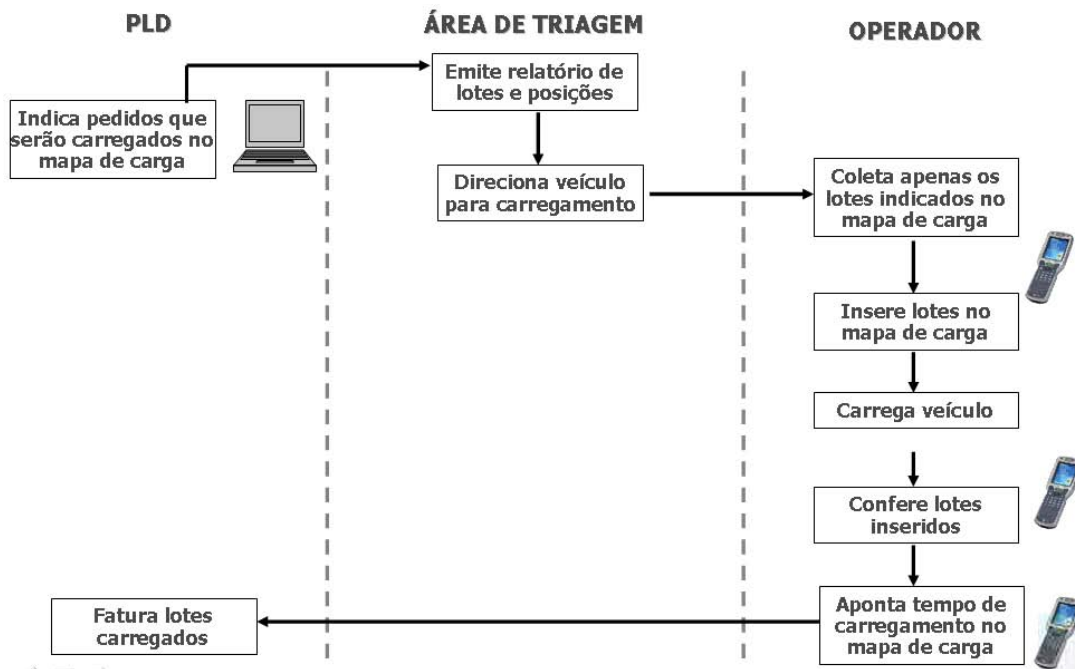 PLD
ÁREA DE TRIAGEM
OPERADOR
Indica pedidos que
serão carregados no
mapa de carga
Emite relatório de
lotes e posições
Direciona veículo
para carregamento
Coleta apenas os
lotes indicados no
mapa de carga
Insere lotes no
mapa de carga
Carrega veículo
Confere lotes
inseridos
Aponta tempo de
carregamento no
mapa de carga
Fatura lotes
carregados